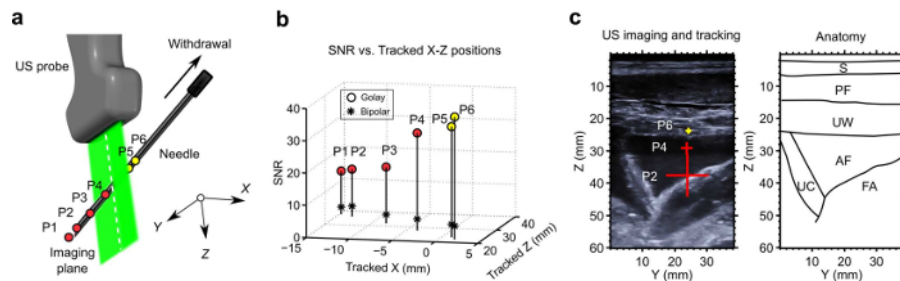 a
US probe
Withdrawal
P6
P5
Needle
P4
P3
P2
P1
Imaging
plane
X
Y
Z
b
SNR vs. Tracked X-Z positions
Golay
Bipolar
SNR
40
30
20
10
0
P1
P2
P3
P4
P5
P6
−15
−10
−5
0
5
Tracked X (mm)
20
30
40
Tracked Z (mm)
c
US imaging and tracking
Z (mm)
10
20
30
40
50
60
P6
P4
P2
10 20 30
Y (mm)
Anatomy
Z (mm)
10
20
30
40
50
60
S
PF
UW
AF
UC
FA
10 20 30
Y (mm)